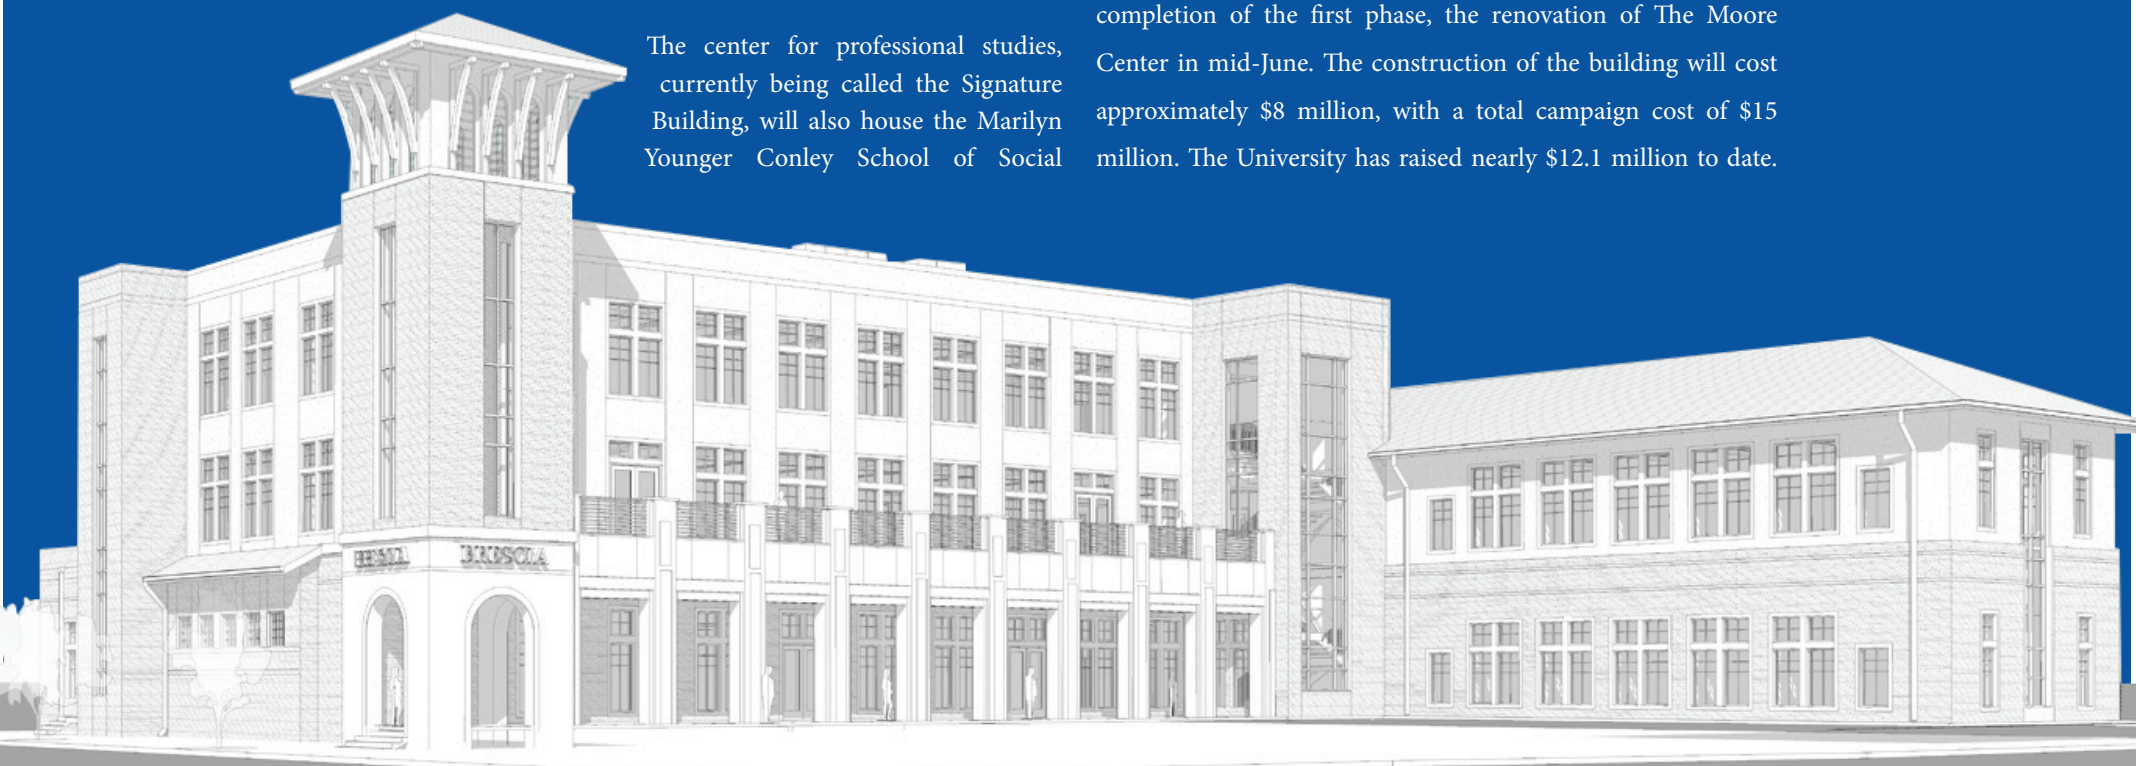 The center for professional studies,
currently being called the Signature
Building, will also house the Marilyn
Younger Conley School of Social
completion of the first phase, the renovation of The Moore
Center in mid-June. The construction of the building will cost
approximately $8 million, with a total campaign cost of $15
million. The University has raised nearly $12.1 million to date.
BRESCIA
BRESCIA